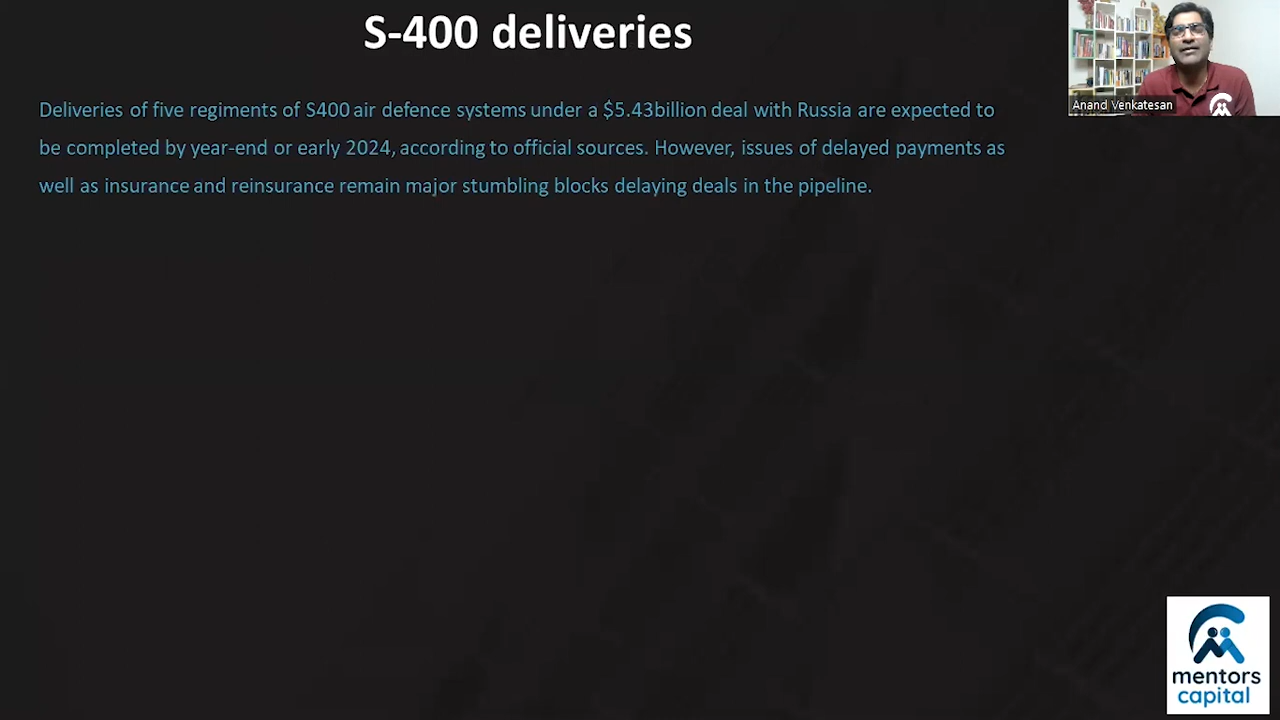 S-400 deliveries
Deliveries of five regiments of S400 air defence systems under a $5.43billion deal with Russia are expected to
be completed by year-end or early 2024, according to official sources. However, issues of delayed payments as
well as insurance and reinsurance remain major stumbling blocks delaying deals in the pipeline.
Anand Venkatesan
mentors
capital